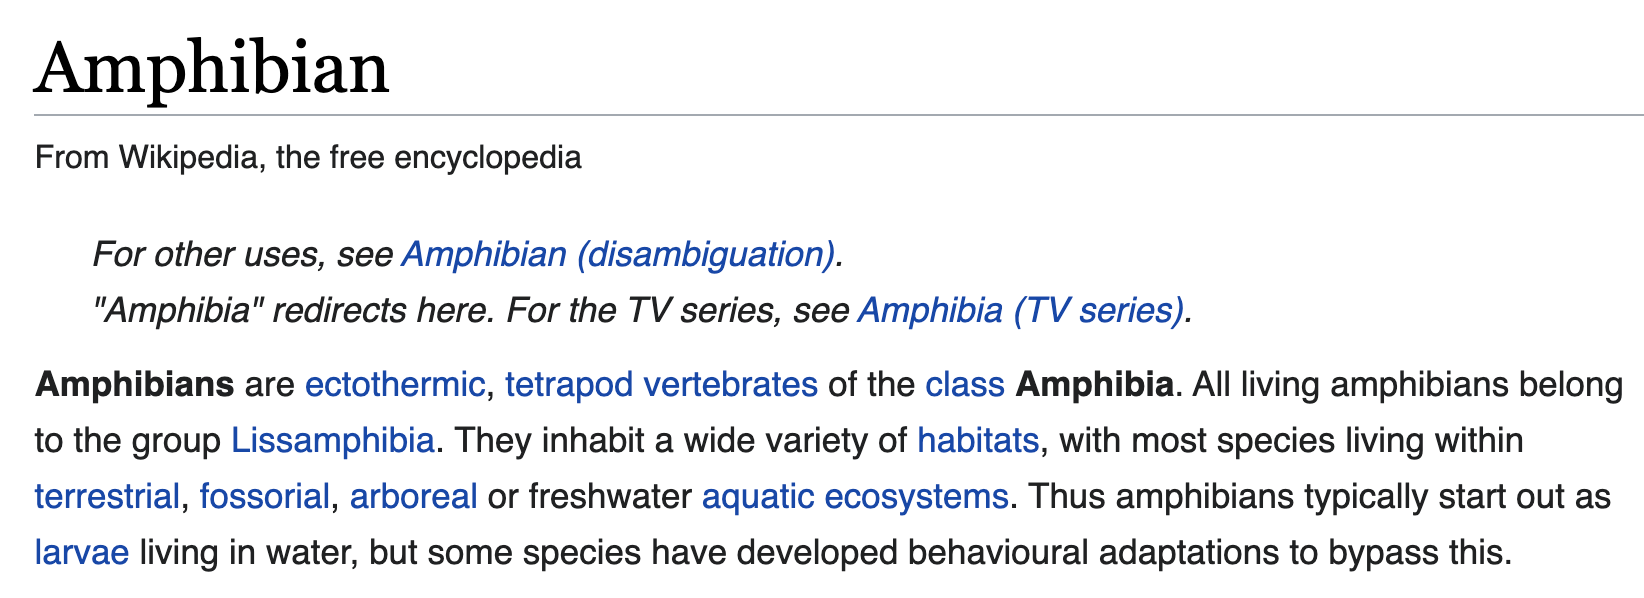 Amphibian
From Wikipedia, the free encyclopedia
For other uses, see Amphibian (disambiguation).
"Amphibia" redirects here. For the TV series, see Amphibia (TV series).
Amphibians are ectothermic, tetrapod vertebrates of the class Amphibia. All living amphibians belong
to the group Lissamphibia. They inhabit a wide variety of habitats, with most species living within
terrestrial, fossorial, arboreal or freshwater aquatic ecosystems. Thus amphibians typically start out as
larvae living in water, but some species have developed behavioural adaptations to bypass this.